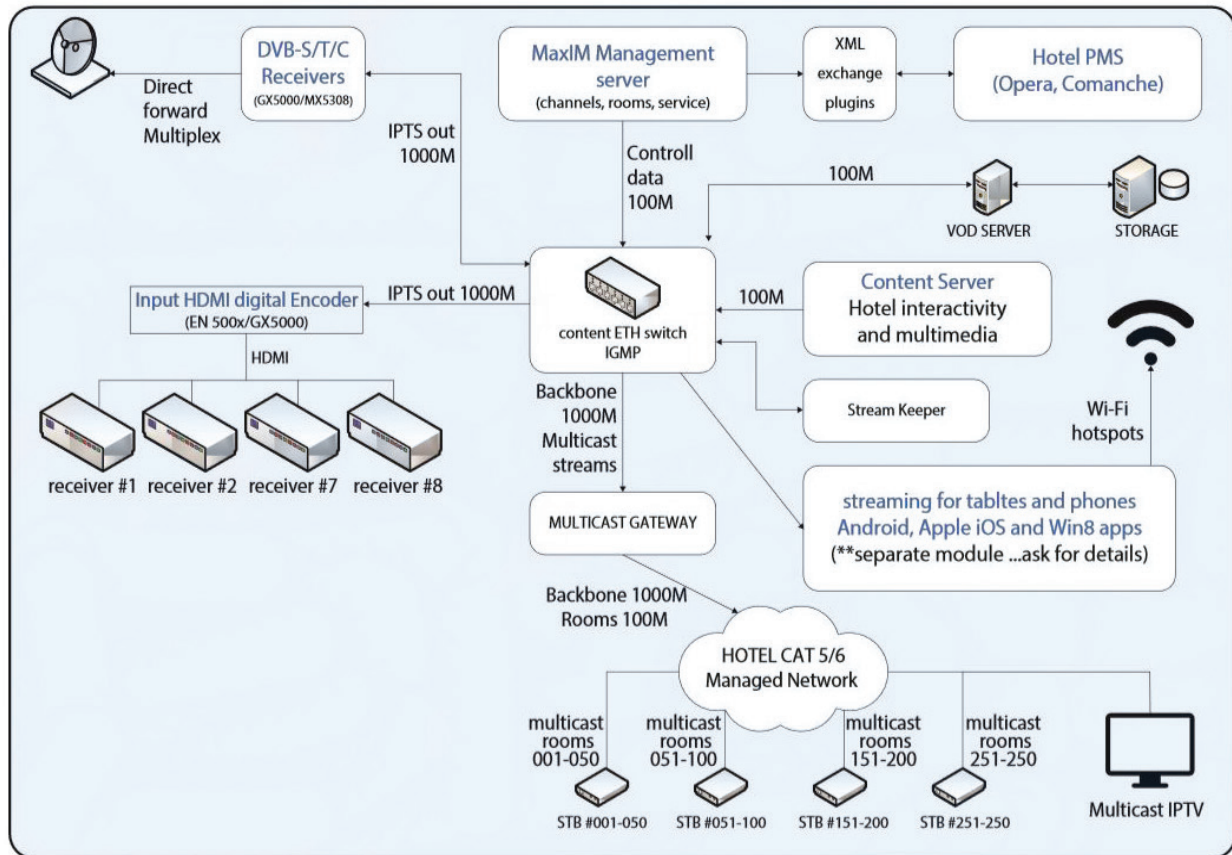 DVB-S/T/C
Receivers
(GX5000/MX5308)
Direct
forward
Multiplex
IPTS out
1000M
MaxIM Management
server
(channels, rooms, service)
XML
exchange
plugins
Hotel PMS
(Opera, Comanche)
Controll
data
100M
100M
VOD SERVER
STORAGE
Input HDMI digital Encoder
(EN 500x/GX5000)
IPTS out 1000M
content ETH switch
IGMP
100M
Content Server
Hotel interactivity
and multimedia
HDMI
receiver #1
receiver #2
receiver #7
receiver #8
Backbone
1000M
Multicast
streams
Stream Keeper
Wi-Fi
hotspots
MULTICAST GATEWAY
streaming for tabltes and phones
Android, Apple iOS and Win8 apps
(**separate module ...ask for details)
Backbone 1000M
Rooms 100M
HOTEL CAT 5/6
Managed Network
multicast
rooms
001-050
multicast
rooms
051-100
multicast
rooms
151-200
multicast
rooms
251-250
STB #001-050
STB #051-100
STB #151-200
STB #251-250
Multicast IPTV